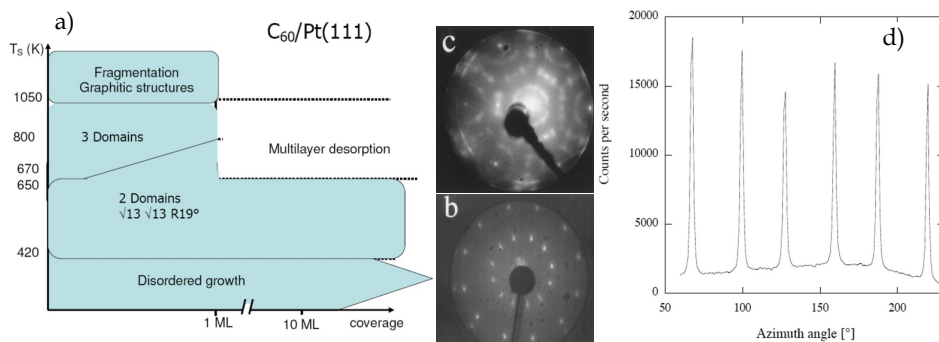 a)
C60/Pt(111)
TS (K)
Fragmentation
Graphitic structures
1050
3 Domains
800
Multilayer desorption
670
650
2 Domains
√13 √13 R19°
420
Disordered growth
1 ML
10 ML
coverage
c
b
d)
20000
15000
10000
5000
0
Counts per second
50
100
150
200
Azimuth angle [°]